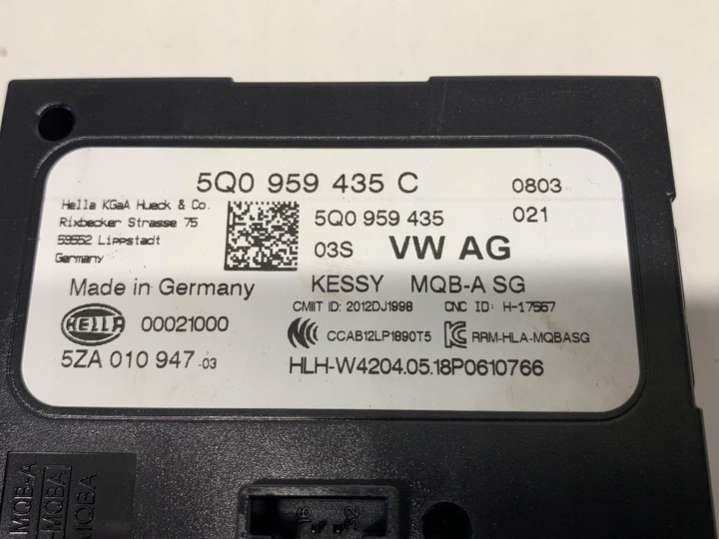 5Q0 959 435 C 0803
Hella KGaA Hueck & Co.
Rixbecker Strasse 75
59552 Lippstadt
Germany
5Q0 959 435 021
03S VW AG
Made in Germany KESSY MQB-A SG
CMIIT ID: 2012DJ1998 CNC ID: H-17567
HELLA 00021000 CCAB12LP1890T5 RRM-HLA-MQBASG
5ZA 010 947 -03 HLH-W4204.05.18P0610766
MQB-A
MQBA
MQBA